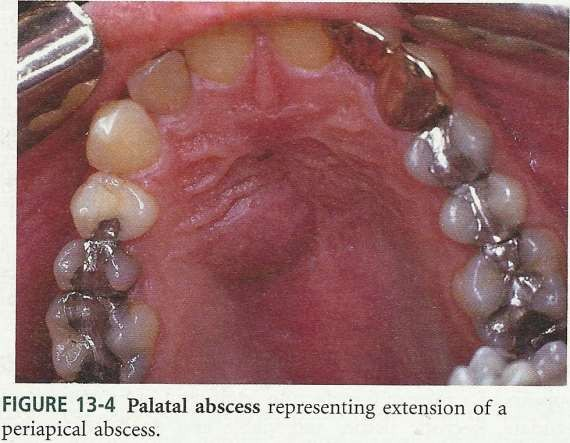 FIGURE 13-4 Palatal abscess representing extension of a
periapical abscess.